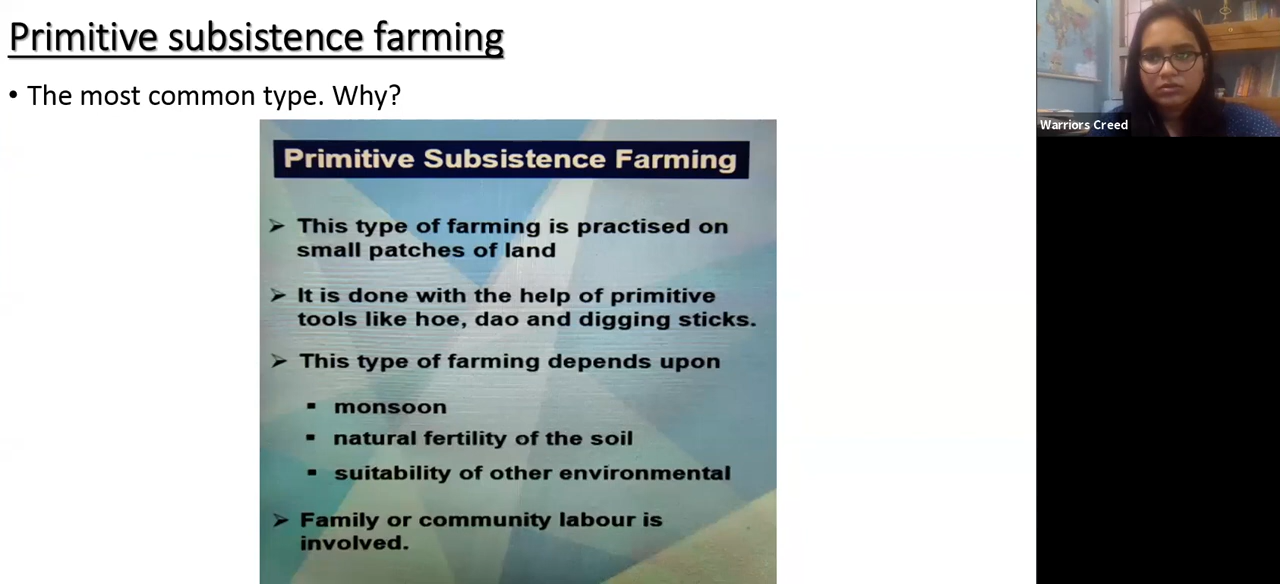 Primitive subsistence farming
• The most common type. Why?
Primitive Subsistence Farming
➢ This type of farming is practised on
small patches of land
➢ It is done with the help of primitive
tools like hoe, dao and digging sticks.
➢ This type of farming depends upon
▪ monsoon
▪ natural fertility of the soil
▪ suitability of other environmental
➢ Family or community labour is
involved.
Warriors Creed